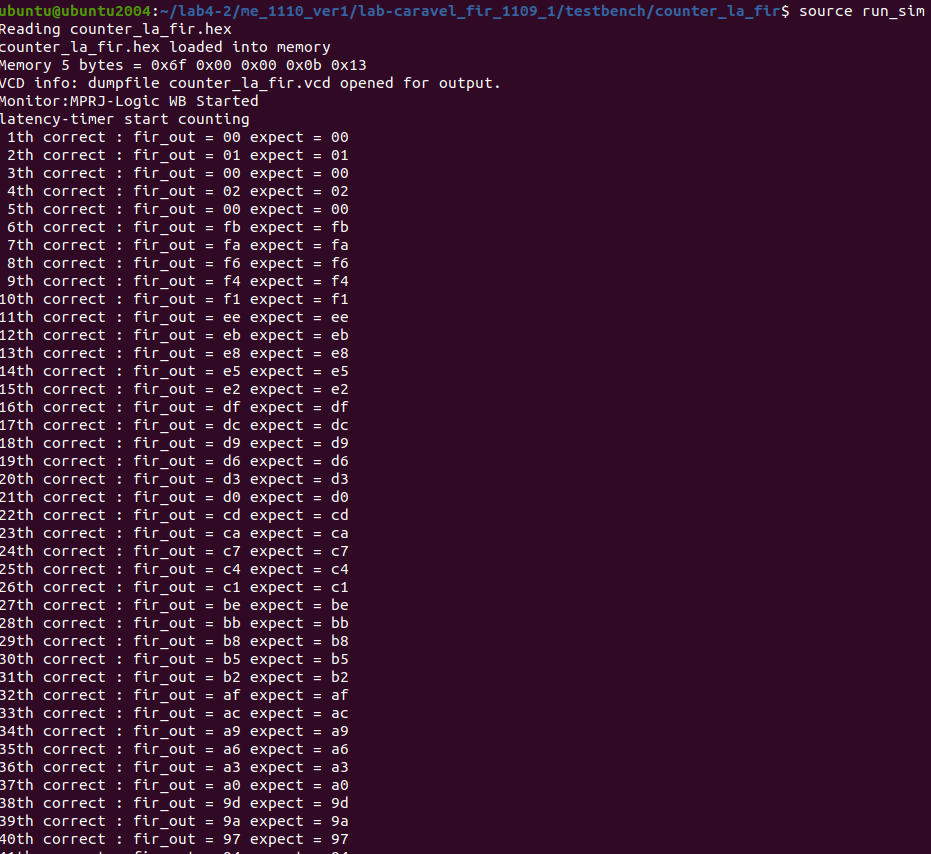 ubuntu@ubuntu2004:~/lab4-2/me_1110_ver1/lab-caravel_fir_1109_1/testbench/counter_la_fir$ source run_sim
Reading counter_la_fir.hex
counter_la_fir.hex loaded into memory
Memory 5 bytes = 0x6f 0x00 0x00 0x0b 0x13
VCD info: dumpfile counter_la_fir.vcd opened for output.
Monitor:MPRJ-Logic WB Started
latency-timer start counting
1th correct : fir_out = 00 expect = 00
2th correct : fir_out = 01 expect = 01
3th correct : fir_out = 00 expect = 00
4th correct : fir_out = 02 expect = 02
5th correct : fir_out = 00 expect = 00
6th correct : fir_out = fb expect = fb
7th correct : fir_out = fa expect = fa
8th correct : fir_out = f6 expect = f6
9th correct : fir_out = f4 expect = f4
10th correct : fir_out = f1 expect = f1
11th correct : fir_out = ee expect = ee
12th correct : fir_out = eb expect = eb
13th correct : fir_out = e8 expect = e8
14th correct : fir_out = e5 expect = e5
15th correct : fir_out = e2 expect = e2
16th correct : fir_out = df expect = df
17th correct : fir_out = dc expect = dc
18th correct : fir_out = d9 expect = d9
19th correct : fir_out = d6 expect = d6
20th correct : fir_out = d3 expect = d3
21th correct : fir_out = d0 expect = d0
22th correct : fir_out = cd expect = cd
23th correct : fir_out = ca expect = ca
24th correct : fir_out = c7 expect = c7
25th correct : fir_out = c4 expect = c4
26th correct : fir_out = c1 expect = c1
27th correct : fir_out = be expect = be
28th correct : fir_out = bb expect = bb
29th correct : fir_out = b8 expect = b8
30th correct : fir_out = b5 expect = b5
31th correct : fir_out = b2 expect = b2
32th correct : fir_out = af expect = af
33th correct : fir_out = ac expect = ac
34th correct : fir_out = a9 expect = a9
35th correct : fir_out = a6 expect = a6
36th correct : fir_out = a3 expect = a3
37th correct : fir_out = a0 expect = a0
38th correct : fir_out = 9d expect = 9d
39th correct : fir_out = 9a expect = 9a
40th correct : fir_out = 97 expect = 97